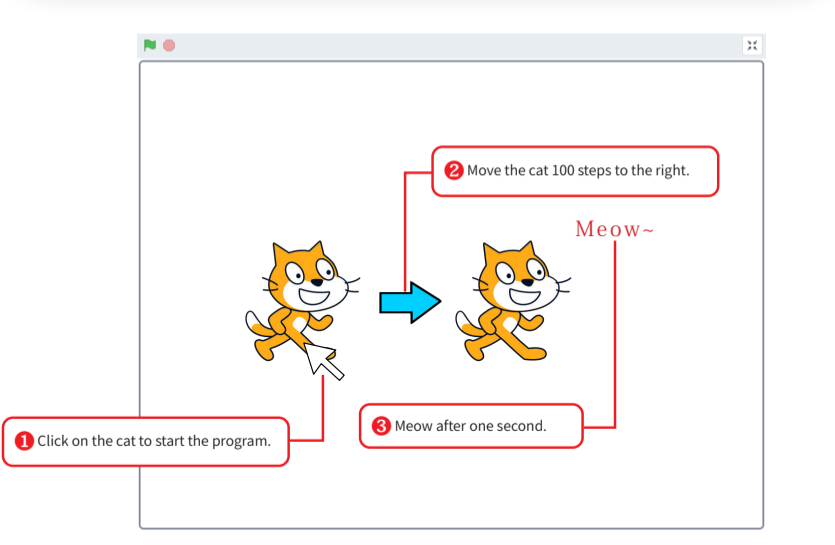 ❷ Move the cat 100 steps to the right.
Meow~
❸ Meow after one second.
❶ Click on the cat to start the program.